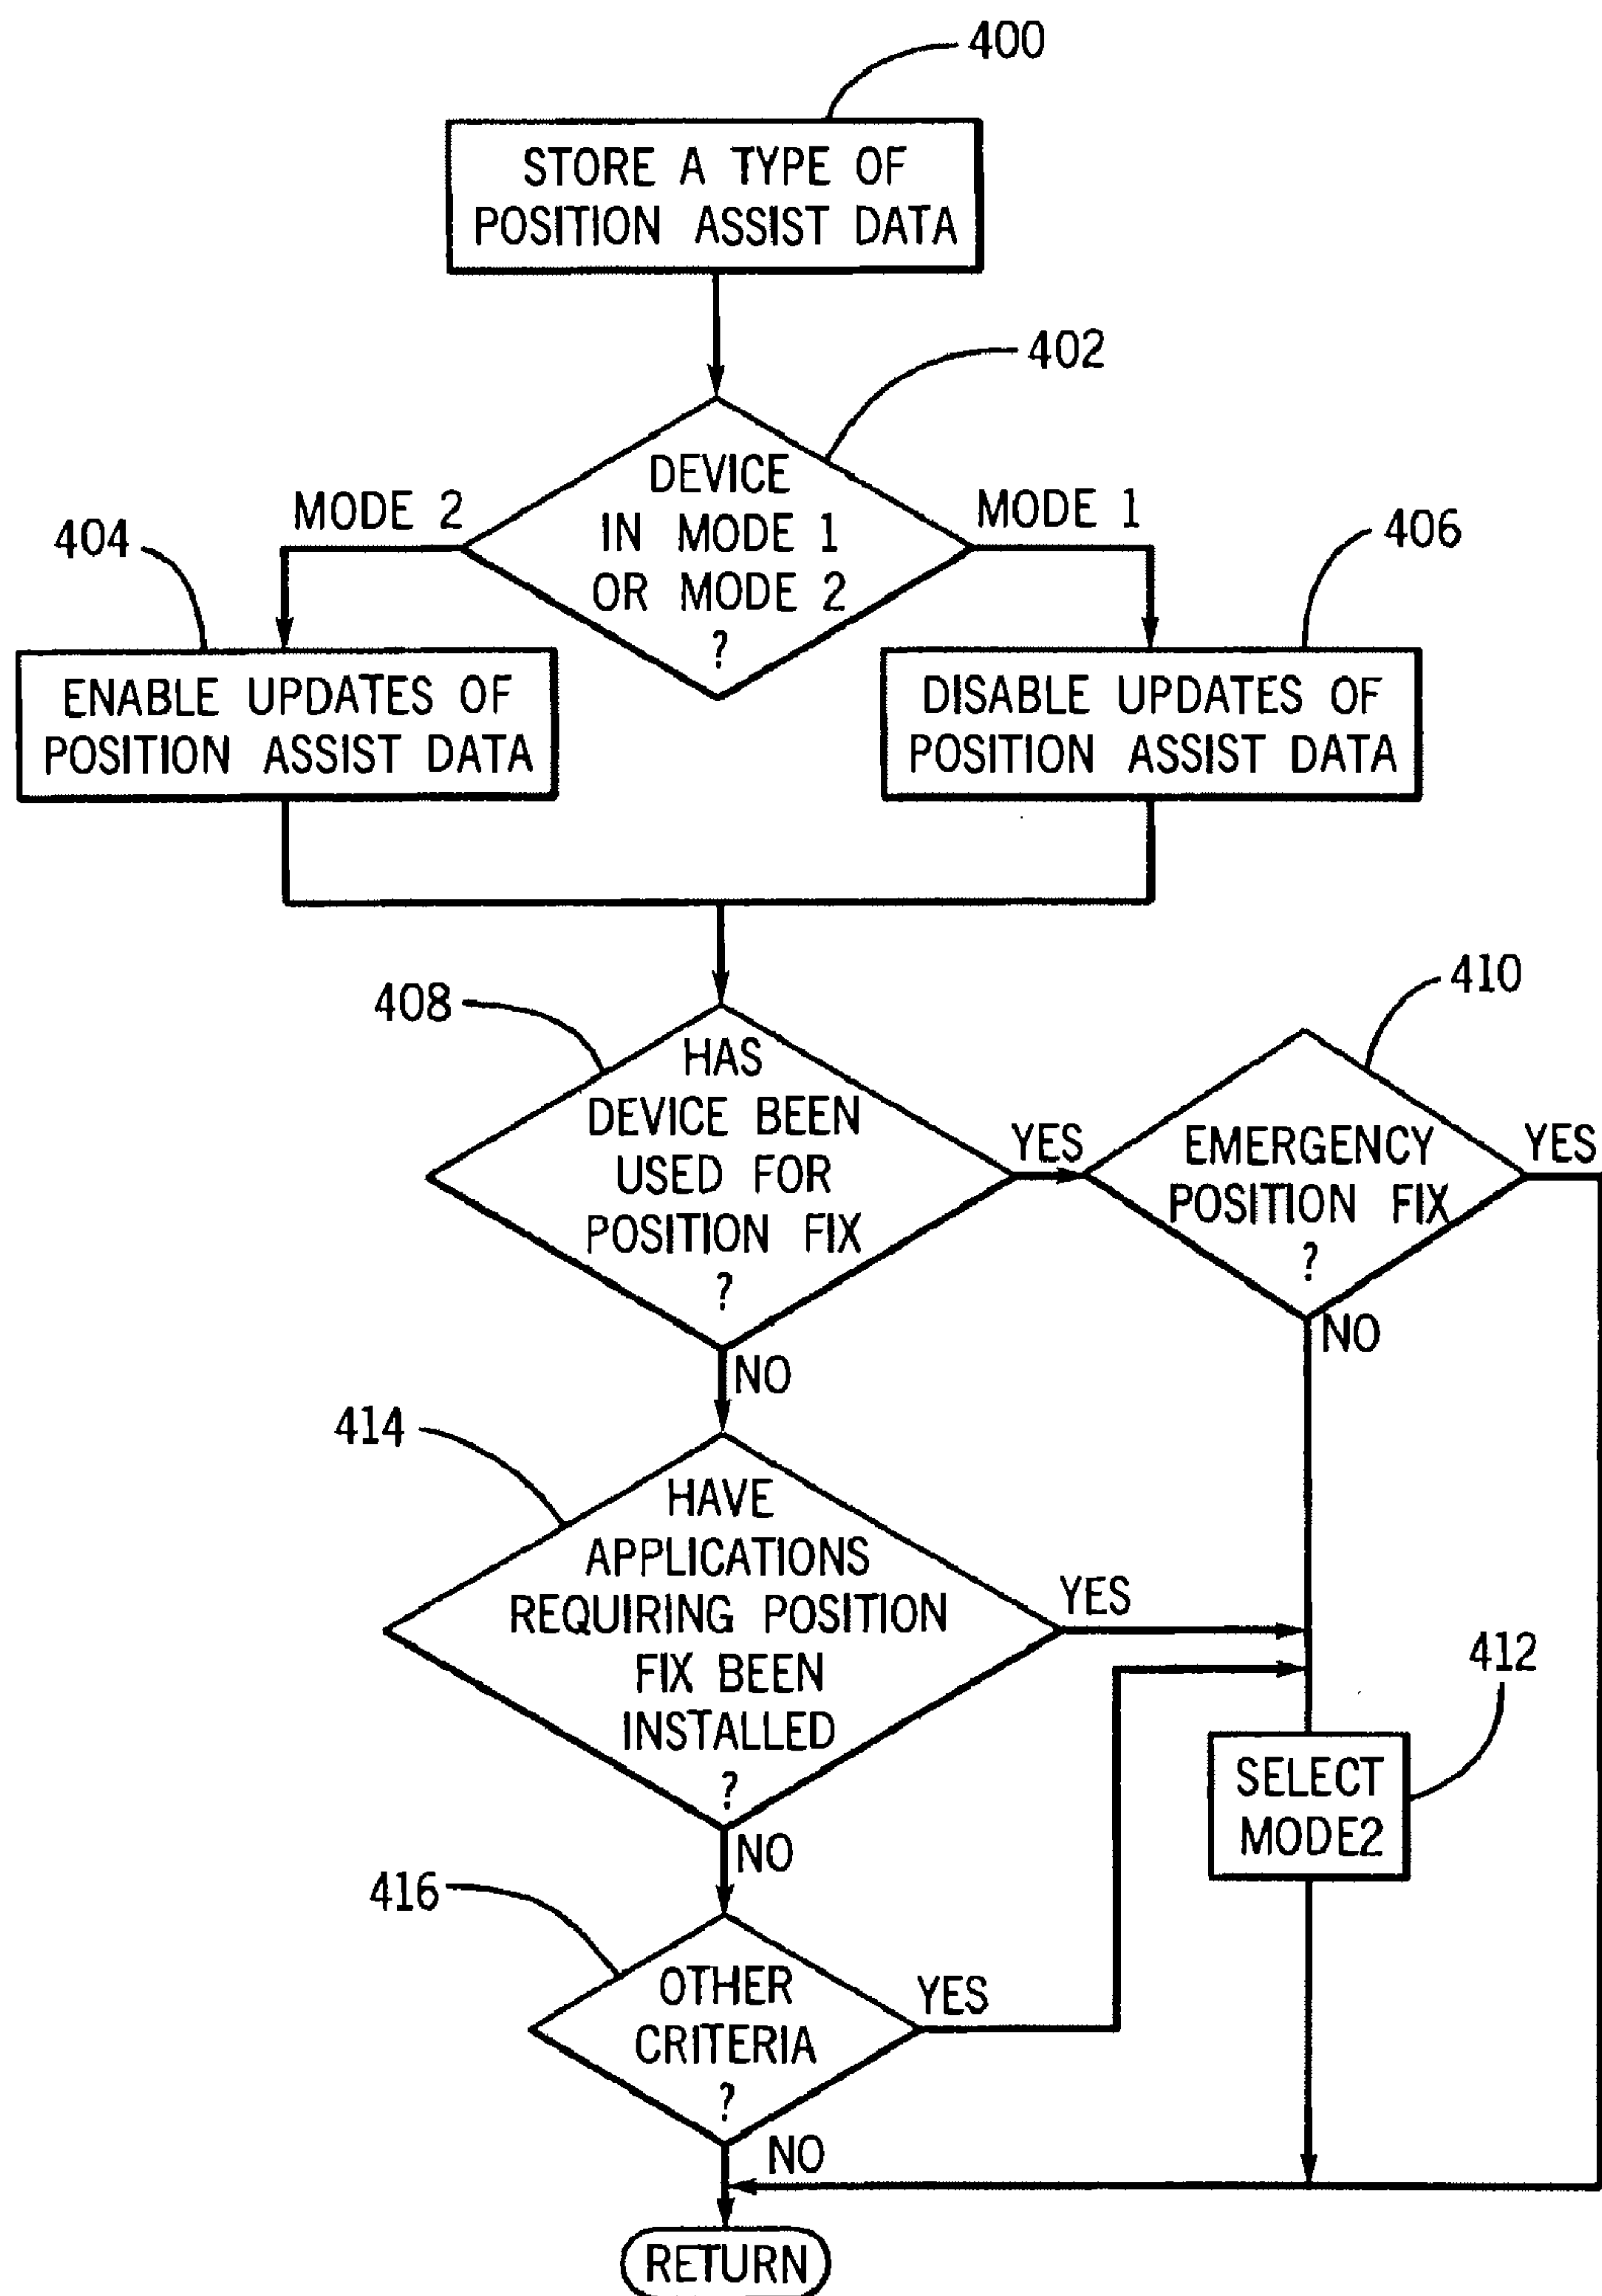 400
STORE A TYPE OF
POSITION ASSIST DATA
402
DEVICE
IN MODE 1
OR MODE 2
?
MODE 2
MODE 1
404
406
ENABLE UPDATES OF
POSITION ASSIST DATA
DISABLE UPDATES OF
POSITION ASSIST DATA
408
HAS
DEVICE BEEN
USED FOR
POSITION FIX
?
YES
410
EMERGENCY
POSITION FIX
?
YES
NO
NO
414
HAVE
APPLICATIONS
REQUIRING POSITION
FIX BEEN
INSTALLED
?
YES
412
SELECT
MODE2
NO
416
OTHER
CRITERIA
?
YES
NO
RETURN